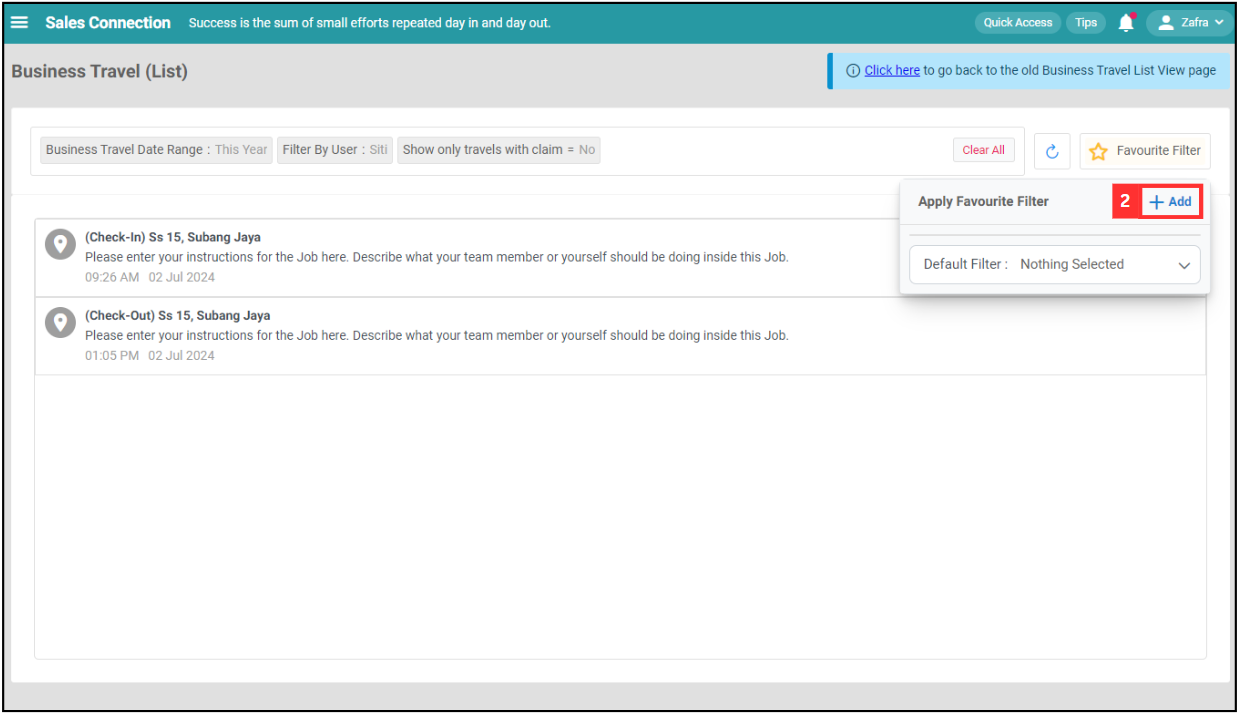 Sales Connection Success is the sum of small efforts repeated day in and day out. Quick Access Tips Zafra
Business Travel (List)
Click here to go back to the old Business Travel List View page
Business Travel Date Range : This Year Filter By User : Siti Show only travels with claim = No Clear All Favourite Filter
Apply Favourite Filter 2 + Add
Default Filter : Nothing Selected
(Check-In) Ss 15, Subang Jaya
Please enter your instructions for the Job here. Describe what your team member or yourself should be doing inside this Job.
09:26 AM 02 Jul 2024
(Check-Out) Ss 15, Subang Jaya
Please enter your instructions for the Job here. Describe what your team member or yourself should be doing inside this Job.
01:05 PM 02 Jul 2024